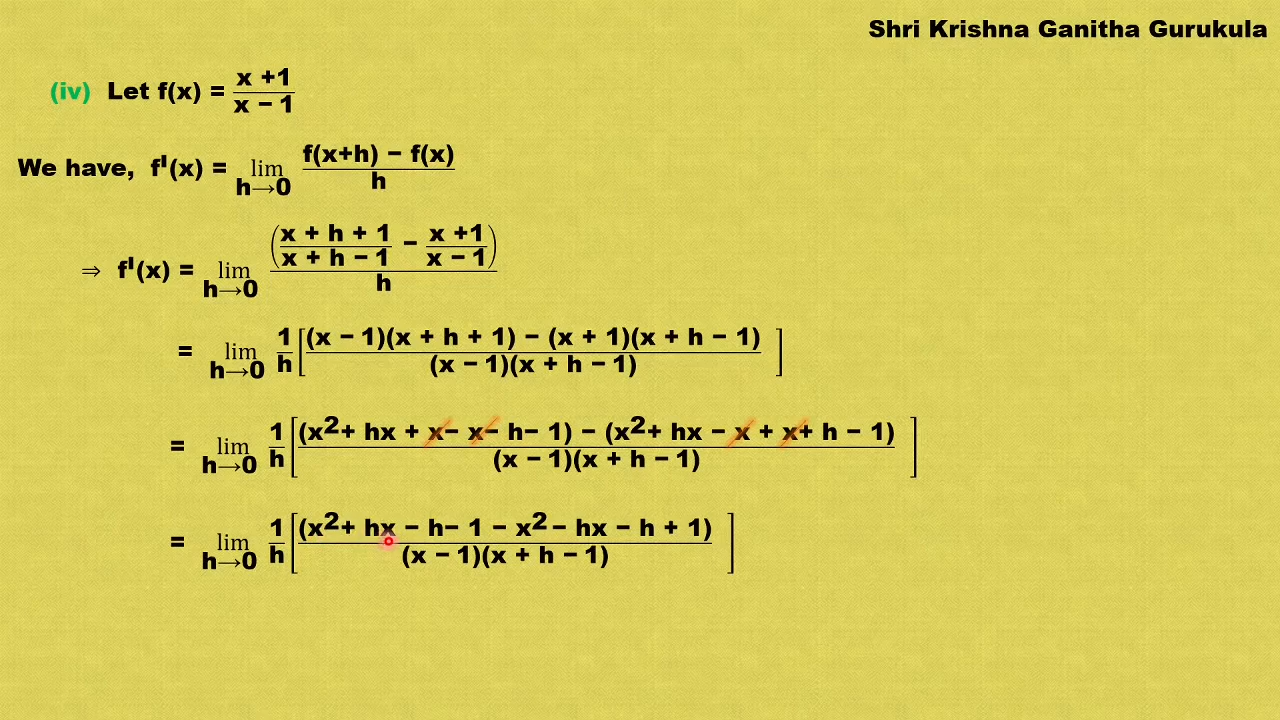 Shri Krishna Ganitha Gurukula
(iv) Let f(x) = (x +1)/(x − 1)
We have, f'(x) = lim h→0 (f(x+h) − f(x))/h
⇒ f'(x) = lim h→0 ((x + h + 1)/(x + h − 1) − (x +1)/(x − 1))/h
= lim h→0 1/h [((x − 1)(x + h + 1) − (x + 1)(x + h − 1))/((x − 1)(x + h − 1))]
= lim h→0 1/h [((x²+ hx + x− x− h− 1) − (x²+ hx − x + x+ h − 1))/((x − 1)(x + h − 1))]
= lim h→0 1/h [(x²+ hx − h− 1 − x²− hx − h + 1)/((x − 1)(x + h − 1))]